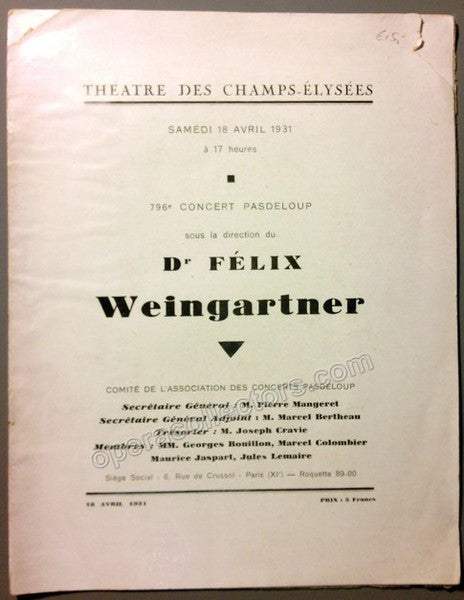 €15,
THEATRE DES CHAMPS-ÉLYSÉES
SAMEDI 18 AVRIL 1931
à 17 heures
796e CONCERT PASDELOUP
sous la direction du
Dr FÉLIX
Weingartner
COMITÉ DE L'ASSOCIATION DES CONCERTS PASDELOUP
Secrétaire Général : M. Pierre Mangeret
Secrétaire Général Adjoint : M. Marcel Bertheau
Trésorier : M. Joseph Cravie
Membres : MM. Georges Bouillon, Marcel Colombier
Maurice Jaspart, Jules Lemaire
Siège Social : 6, Rue de Crussol - Paris (XIe) — Roquette 89-00
18 AVRIL 1931 PRIX : 5 Francs
operacollectors.com